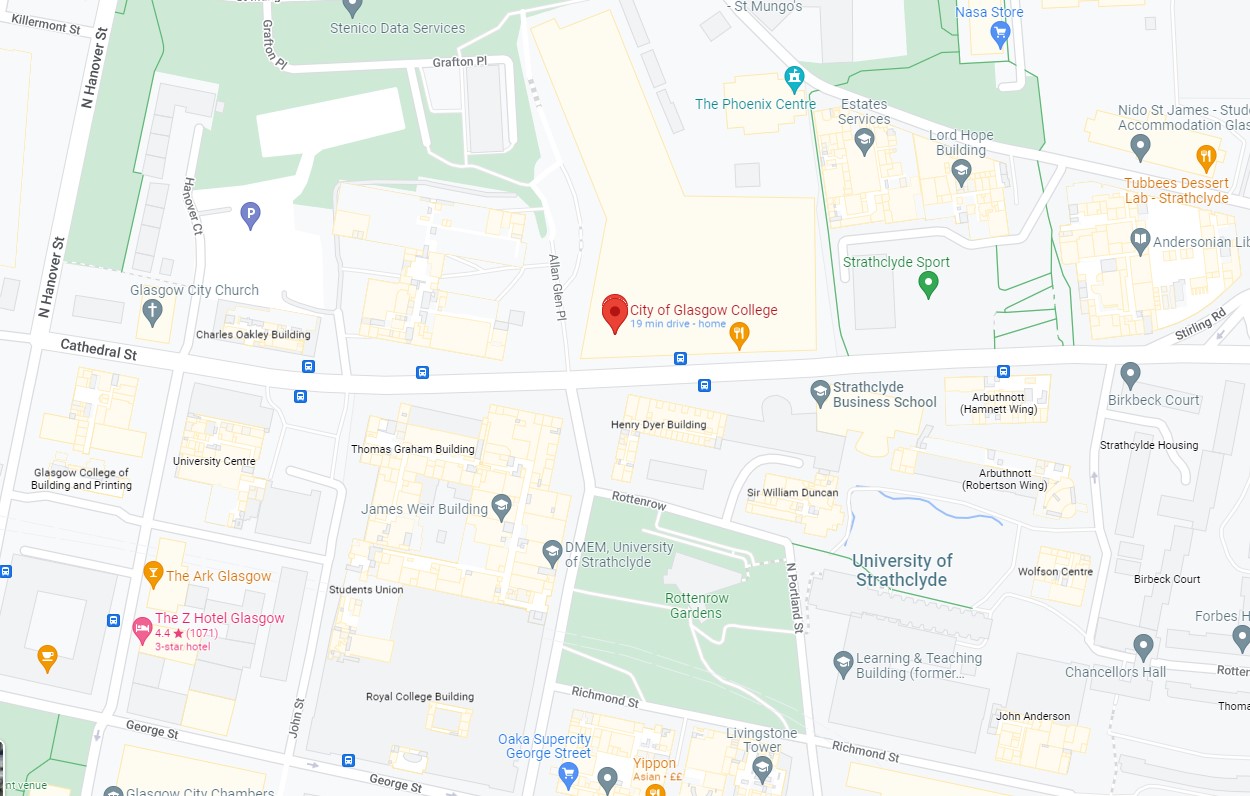 - St Mungo's
Killermont St
Stenico Data Services
Nasa Store
N Hanover St
Grafton Pl
Grafton Pl
The Phoenix Centre
Estates
Services
Nido St James - Stude
Accommodation Glas
Lord Hope
Building
Tubbees Dessert
Lab - Strathclyde
Hanover Ct
P
Andersonian Lib
N Hanover St
Allan Glen Pl
Strathclyde Sport
Glasgow City Church
City of Glasgow College
19 min drive - home
Charles Oakley Building
Stirling Rd
Cathedral St
Strathclyde
Business School
Arbuthnott
(Hamnett Wing)
Birkbeck Court
Henry Dyer Building
Strathcylde Housing
Thomas Graham Building
University Centre
Glasgow College of
Building and Printing
Arbuthnott
(Robertson Wing)
Sir William Duncan
Rottenrow
James Weir Building
DMEM, University
of Strathclyde
University of
Strathclyde
The Ark Glasgow
Wolfson Centre
Birbeck Court
Students Union
N Portland St
Rottenrow
Gardens
The Z Hotel Glasgow
4.4 ★ (1071)
3-star hotel
Forbes H
Learning & Teaching
Building (former...
Chancellors Hall
Rotten
Royal College Building
Richmond St
Thoma
John St
John Anderson
George St
Oaka Supercity
George Street
Livingstone
Tower
Richmond St
Yippon
Asian · ££
nt venue
George St
Glasgow City Chambers